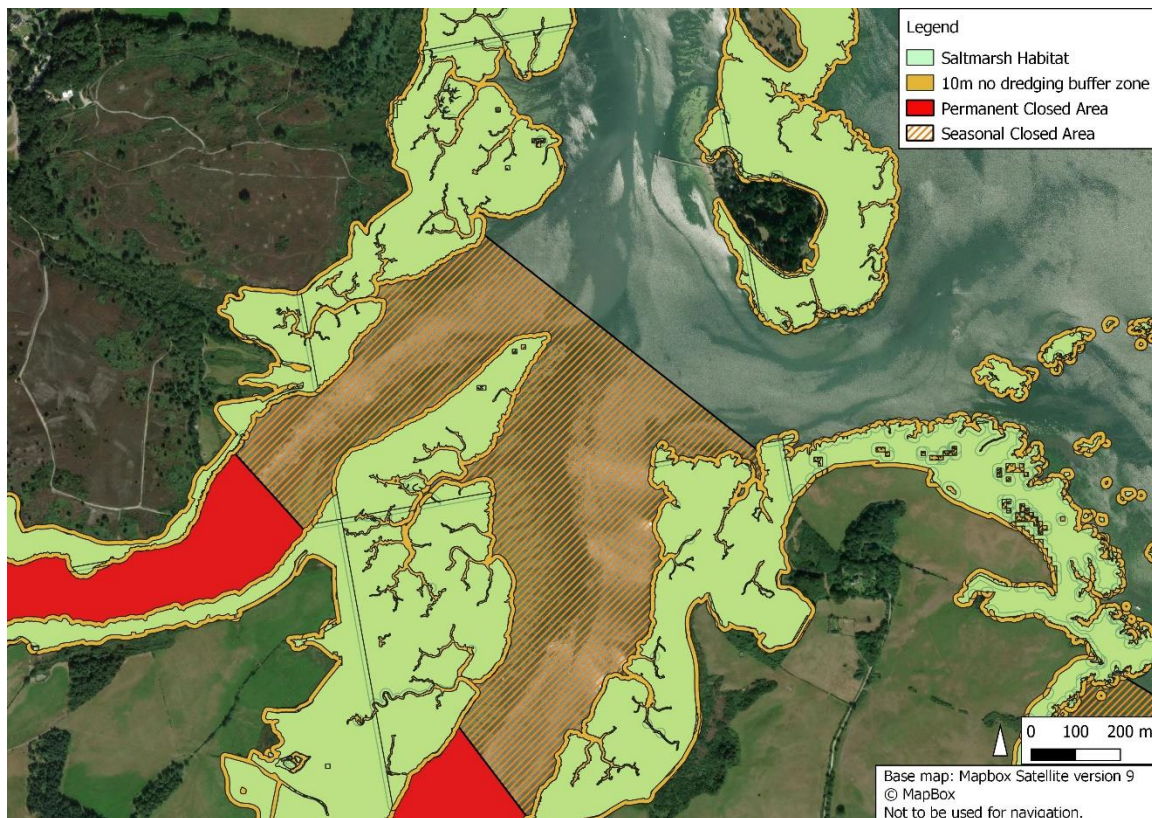 Legend
Saltmarsh Habitat
10m no dredging buffer zone
Permanent Closed Area
Seasonal Closed Area
0 100 200 m
Base map: Mapbox Satellite version 9
© MapBox
Not to be used for navigation.